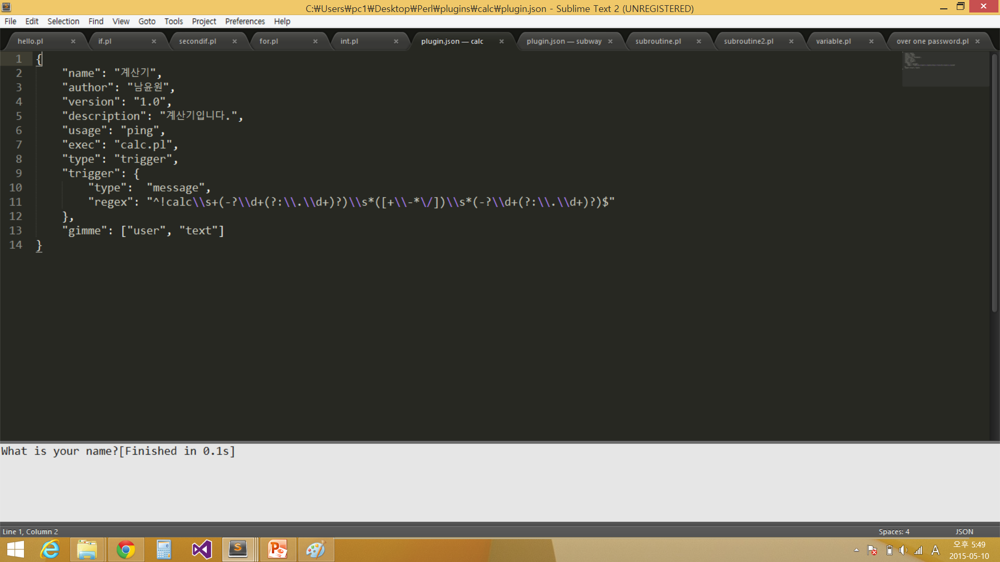 C:₩Users₩pc1₩Desktop₩Perl₩plugins₩calc₩plugin.json - Sublime Text 2 (UNREGISTERED)
File Edit Selection Find View Goto Tools Project Preferences Help
hello.pl if.pl secondif.pl for.pl int.pl plugin.json — calc plugin.json — subway subroutine.pl subroutine2.pl variable.pl over one password.pl
1 {
2 "name": "계산기",
3 "author": "남윤원",
4 "version": "1.0",
5 "description": "계산기입니다.",
6 "usage": "ping",
7 "exec": "calc.pl",
8 "type": "trigger",
9 "trigger": {
10 "type":  "message",
11 "regex": "^!calc\\s+(-?\\d+(?:\\.\\d+)?)\\s*([+\\-*\/])\\s*(-?\\d+(?:\\.\\d+)?)$"
12 },
13 "gimme": ["user", "text"]
14 }
What is your name?[Finished in 0.1s]
Line 1, Column 2 Spaces: 4 JSON
A 오후 5:49
2015-05-10